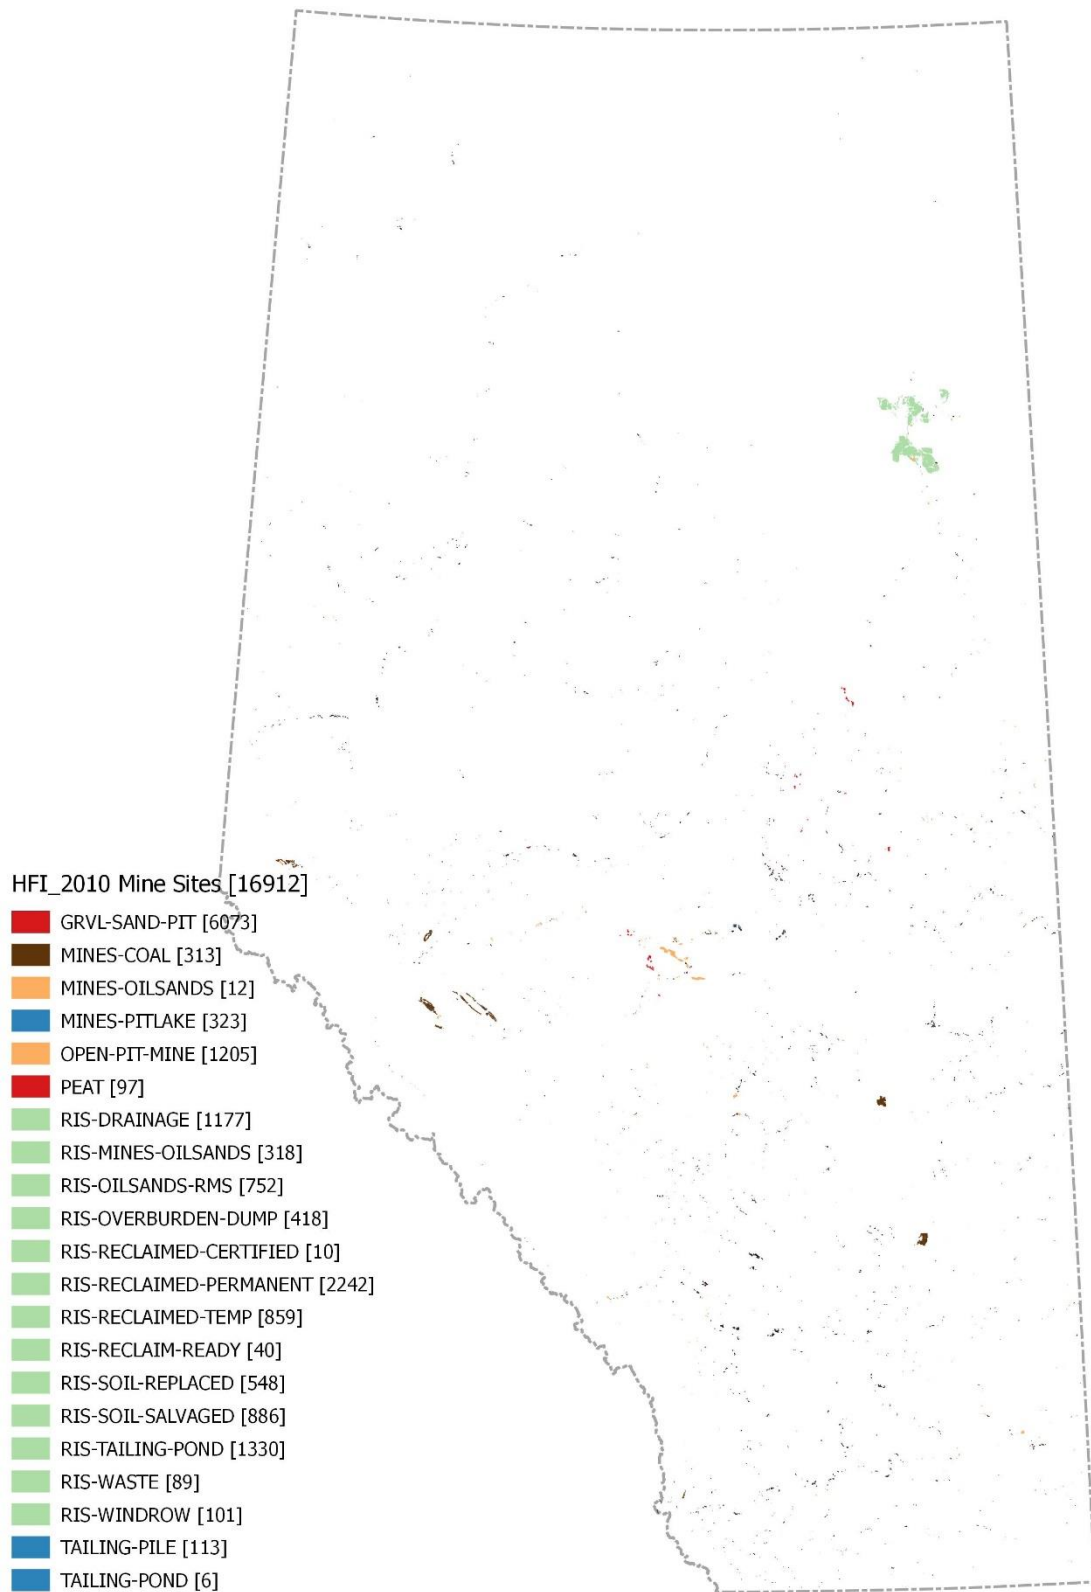 HFI_2010 Mine Sites [16912]
GRVL-SAND-PIT [6073]
MINES-COAL [313]
MINES-OILSANDS [12]
MINES-PITLAKE [323]
OPEN-PIT-MINE [1205]
PEAT [97]
RIS-DRAINAGE [1177]
RIS-MINES-OILSANDS [318]
RIS-OILSANDS-RMS [752]
RIS-OVERBURDEN-DUMP [418]
RIS-RECLAIMED-CERTIFIED [10]
RIS-RECLAIMED-PERMANENT [2242]
RIS-RECLAIMED-TEMP [859]
RIS-RECLAIM-READY [40]
RIS-SOIL-REPLACED [548]
RIS-SOIL-SALVAGED [886]
RIS-TAILING-POND [1330]
RIS-WASTE [89]
RIS-WINDROW [101]
TAILING-PILE [113]
TAILING-POND [6]